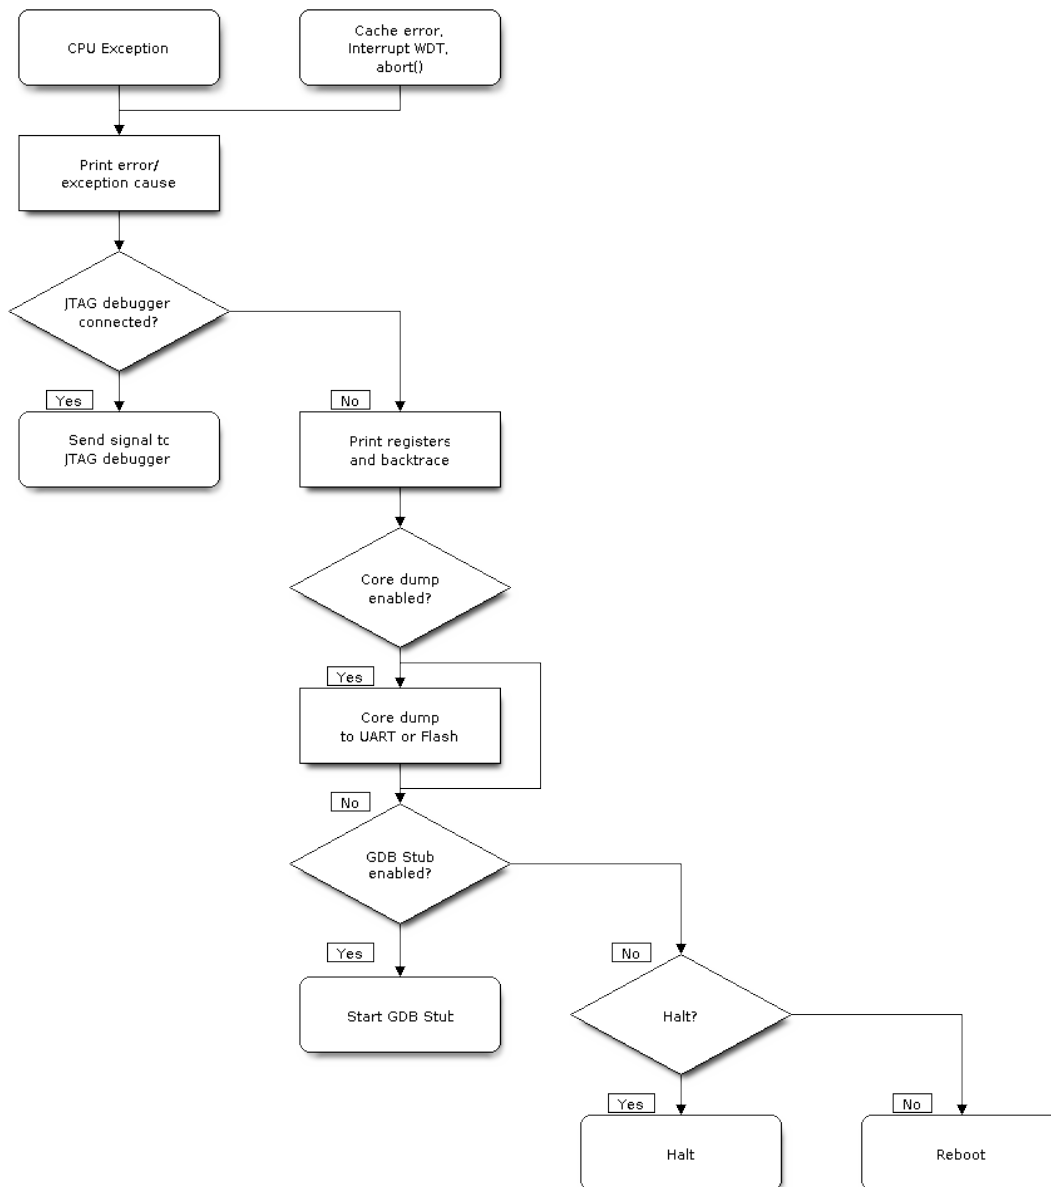 CPU Exception
Cache error,
Interrupt WDT,
abort()
Print error/
exception cause
JTAG debugger
connected?
Yes
No
Send signal to
JTAG debugger
Print registers
and backtrace
Core dump
enabled?
Yes
Core dump
to UART or Flash
No
GDB Stub
enabled?
Yes
No
Start GDB Stub
Halt?
Yes
No
Halt
Reboot